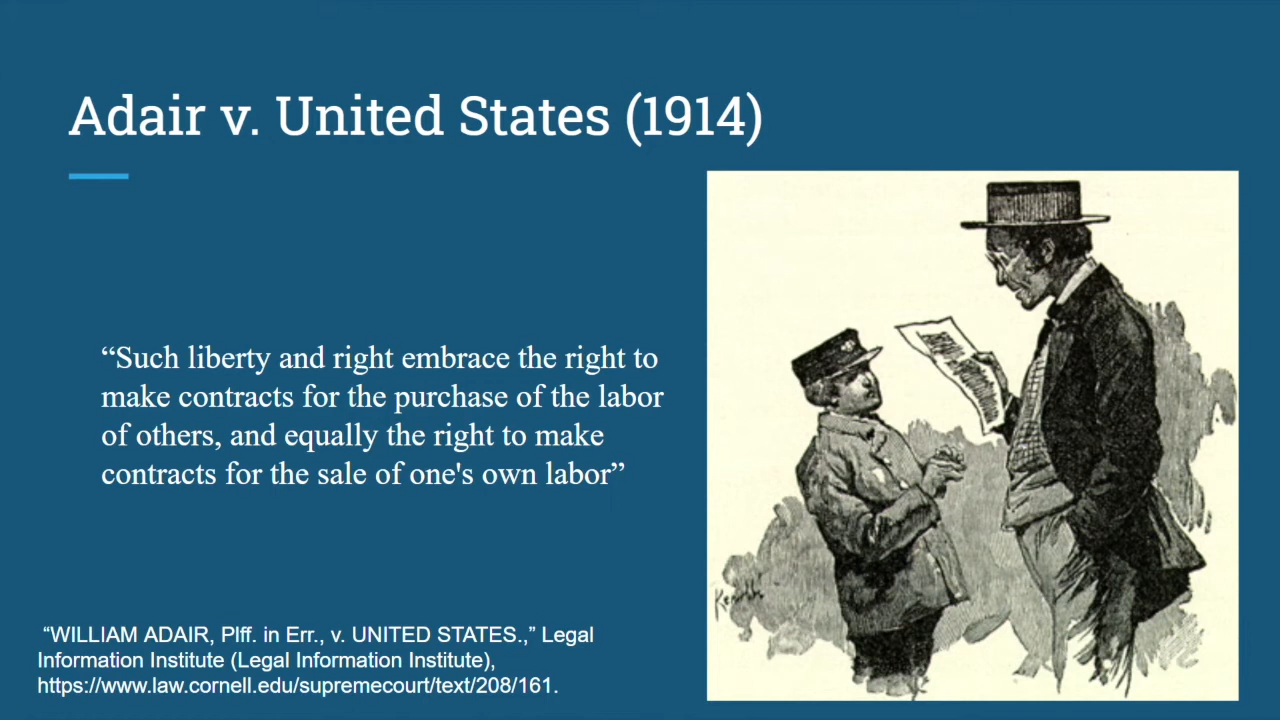 Adair v. United States (1914)
“Such liberty and right embrace the right to
make contracts for the purchase of the labor
of others, and equally the right to make
contracts for the sale of one's own labor”
“WILLIAM ADAIR, Plff. in Err., v. UNITED STATES.,” Legal
Information Institute (Legal Information Institute),
https://www.law.cornell.edu/supremecourt/text/208/161.